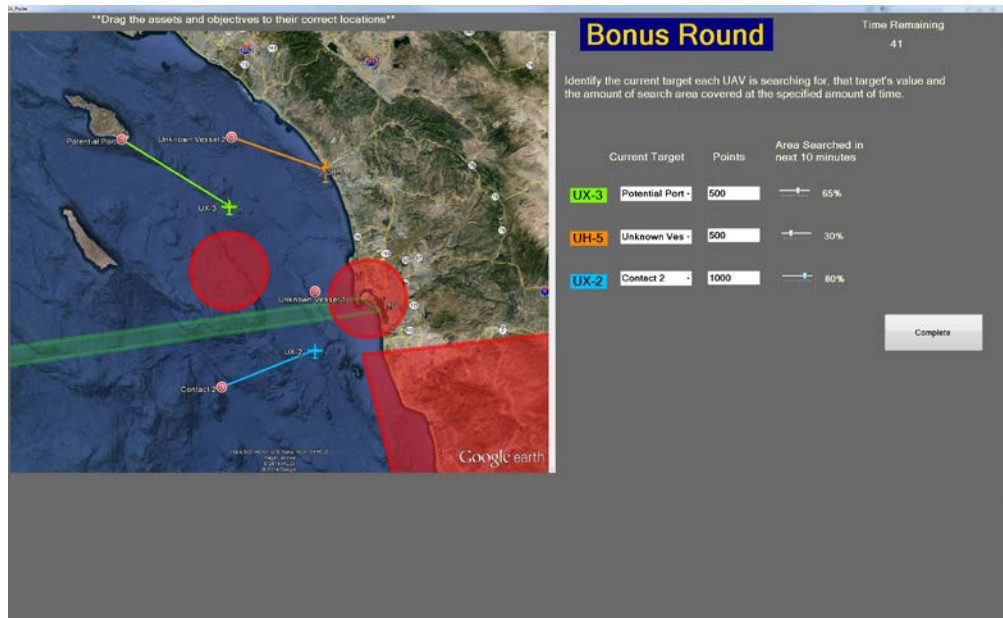 **Drag the assets and objectives to their correct locations**
Bonus Round
Time Remaining
41
Identify the current target each UAV is searching for, that target's value and
the amount of search area covered at the specified amount of time.
Current Target Points Area Searched in
next 10 minutes
UX-3 Potential Port 500 65%
UH-5 Unknown Ves 500 30%
UX-2 Contact 2 1000 80%
Complete
Potential Port
Unknown Vessel 2
UX-3
Unknown Vessel 1
UX-2
Contact 2
Google earth